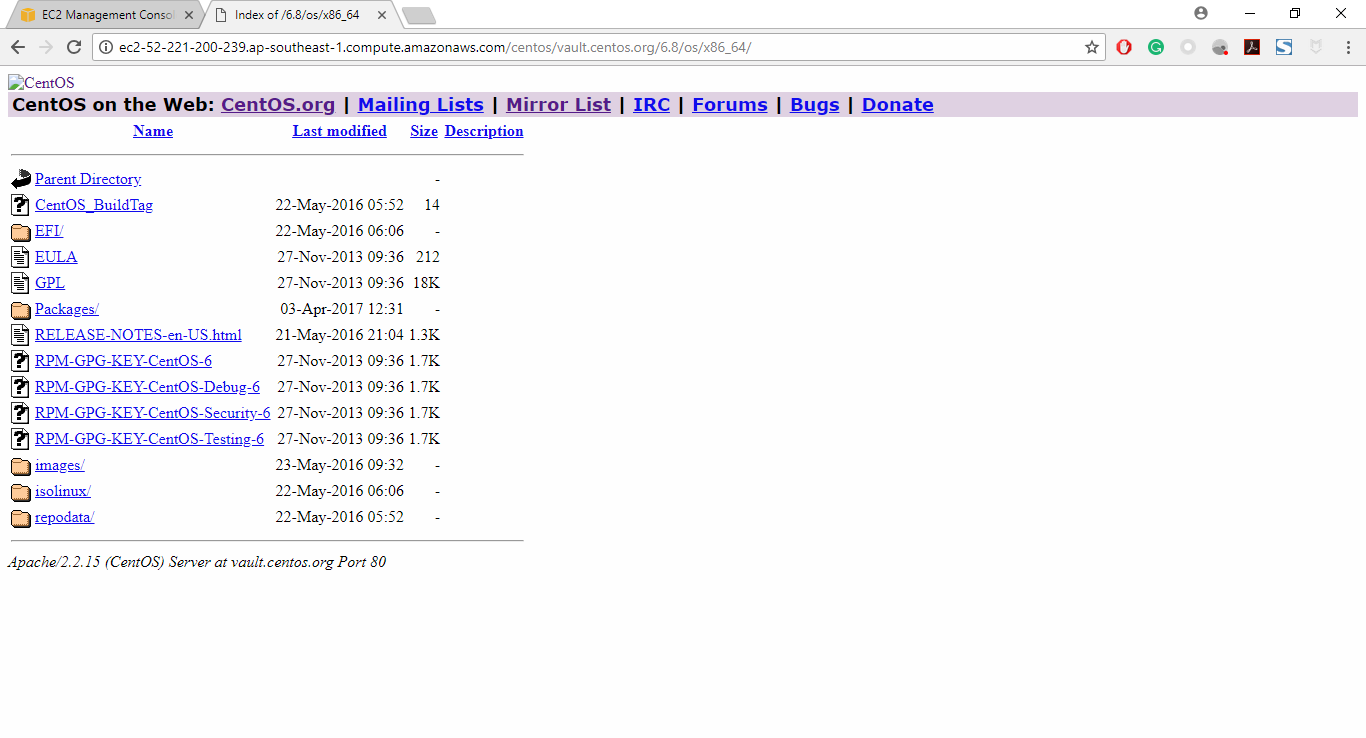 EC2 Management Consol
Index of /6.8/os/x86_64
ec2-52-221-200-239.ap-southeast-1.compute.amazonaws.com/centos/vault.centos.org/6.8/os/x86_64/
CentOS
CentOS on the Web: CentOS.org | Mailing Lists | Mirror List | IRC | Forums | Bugs | Donate
Name Last modified Size Description
Parent Directory -
CentOS_BuildTag 22-May-2016 05:52 14
EFI/ 22-May-2016 06:06 -
EULA 27-Nov-2013 09:36 212
GPL 27-Nov-2013 09:36 18K
Packages/ 03-Apr-2017 12:31 -
RELEASE-NOTES-en-US.html 21-May-2016 21:04 1.3K
RPM-GPG-KEY-CentOS-6 27-Nov-2013 09:36 1.7K
RPM-GPG-KEY-CentOS-Debug-6 27-Nov-2013 09:36 1.7K
RPM-GPG-KEY-CentOS-Security-6 27-Nov-2013 09:36 1.7K
RPM-GPG-KEY-CentOS-Testing-6 27-Nov-2013 09:36 1.7K
images/ 23-May-2016 09:32 -
isolinux/ 22-May-2016 06:06 -
repodata/ 22-May-2016 05:52 -
Apache/2.2.15 (CentOS) Server at vault.centos.org Port 80